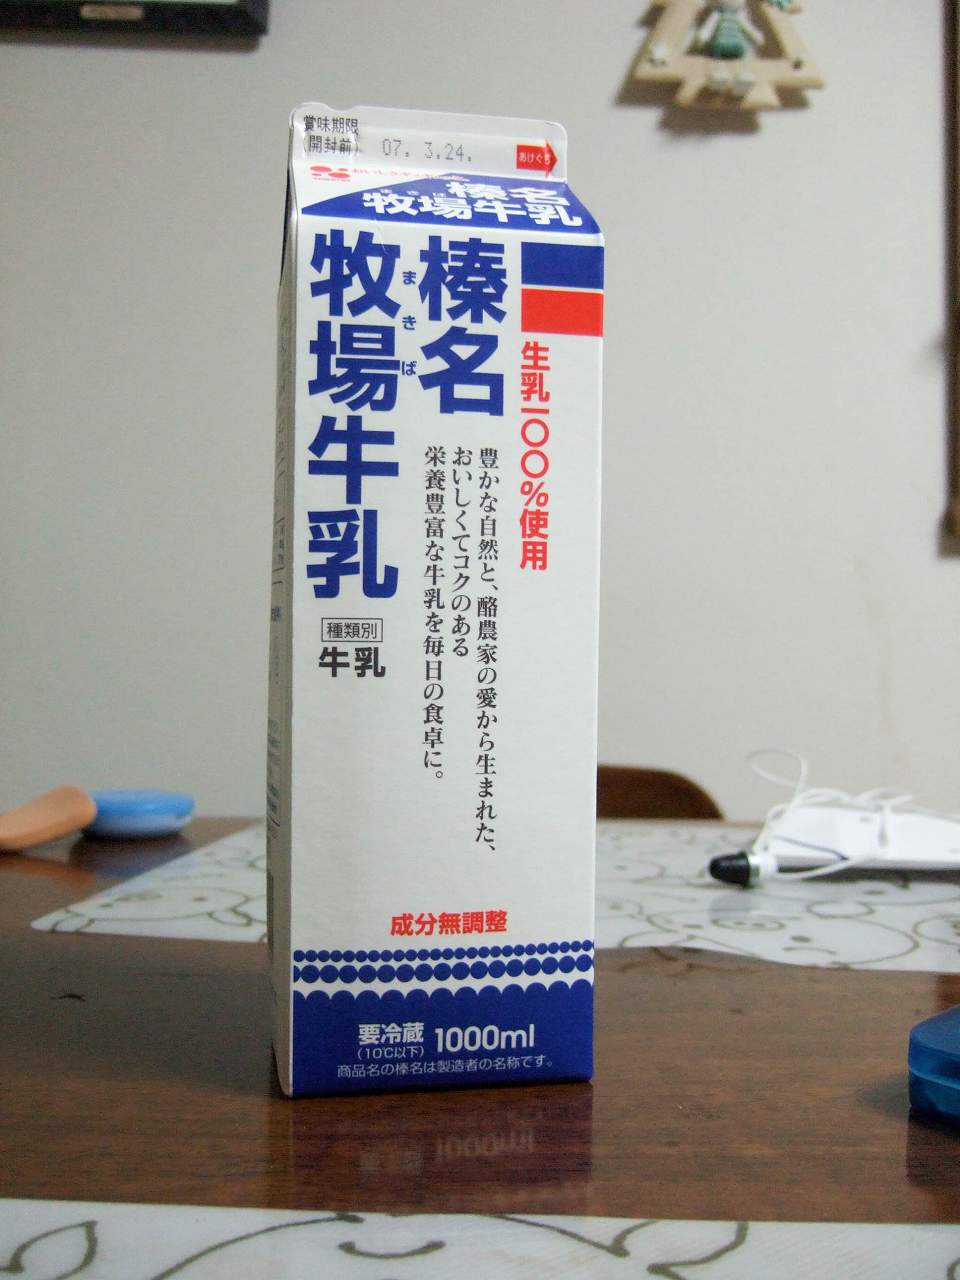 賞味期限
(開封前)
07. 3.24.
あけぐち
榛名
まきば
牧場牛乳
榛名
まきば
牧場牛乳
生乳一〇〇%使用
豊かな自然と、酪農家の愛から生まれた、
おいしくてコクのある
栄養豊富な牛乳を毎日の食卓に。
種類別
牛乳
成分無調整
要冷蔵
(10℃以下)
1000ml
商品名の榛名は製造者の名称です。